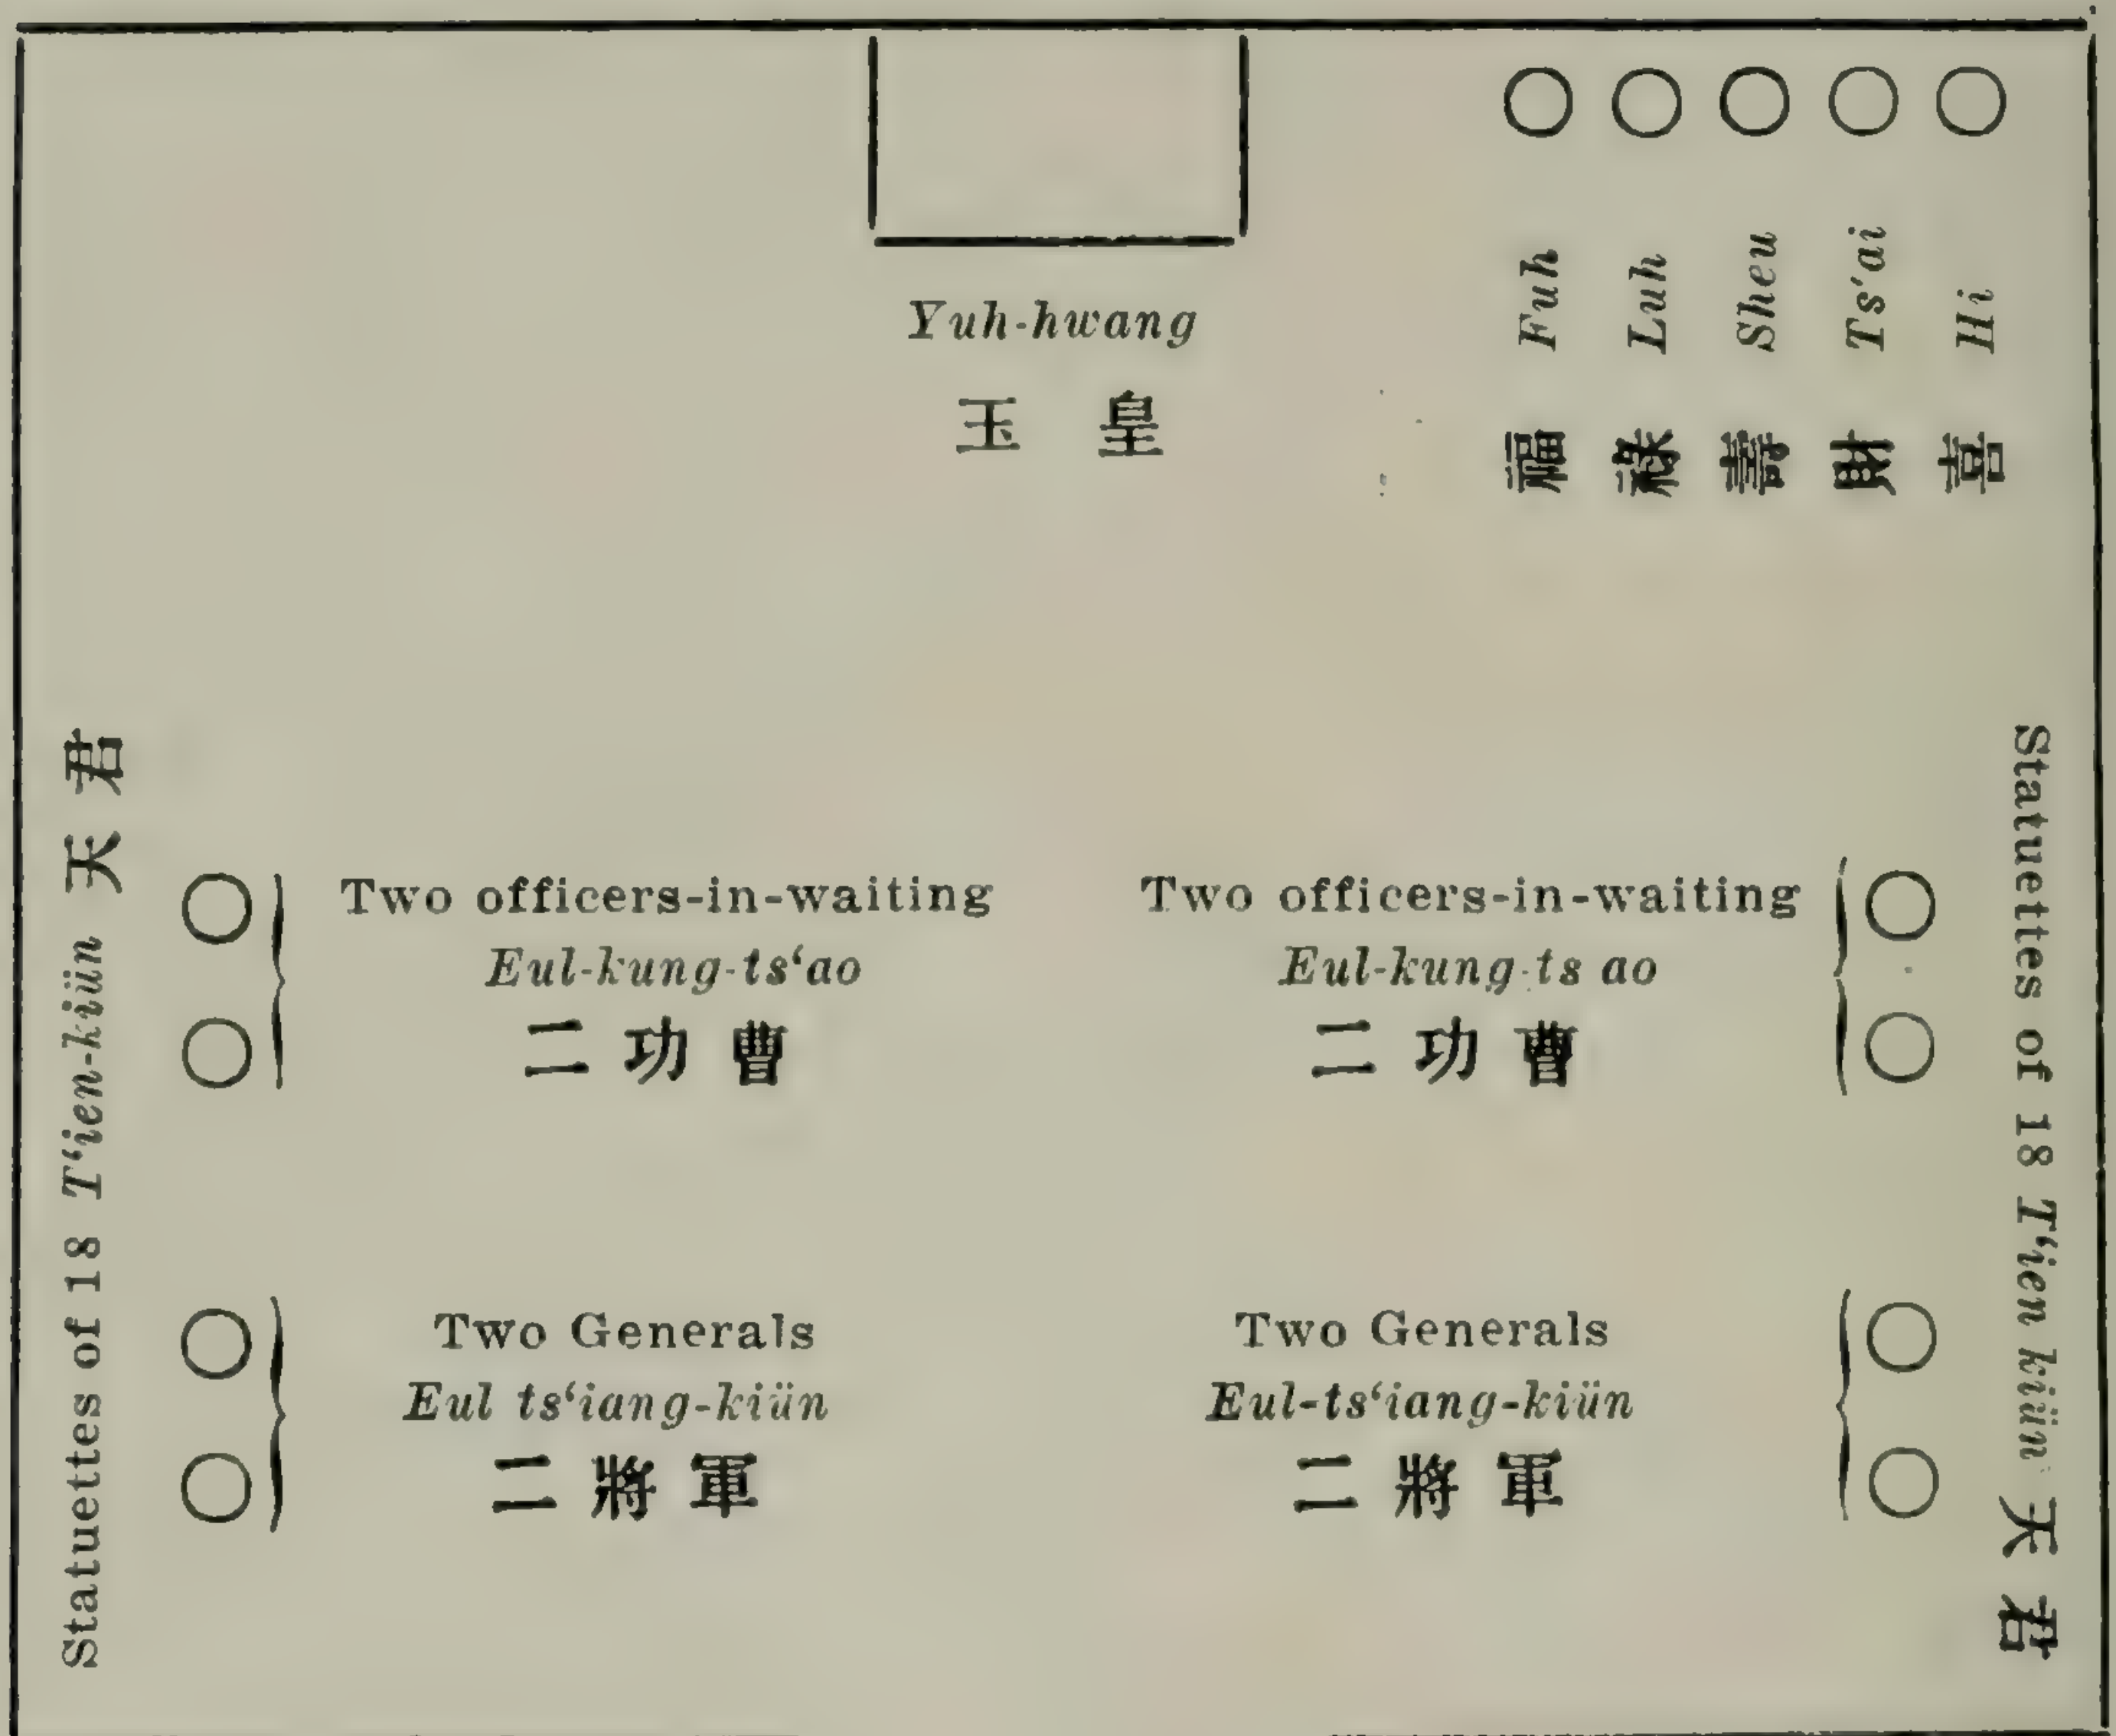 Yuh-hwang
玉 皇
Fuh 福
Luh 祿
Sheu 壽
Ts'ai 財
Hi 喜
Statuettes of 18 T‘ien-kiün 天 君
Two officers-in-waiting
Eul-kung-ts‘ao
二 功 曹
Two officers-in-waiting
Eul-kung-ts ao
二 功 曹
Two Generals
Eul ts‘iang-kiün
二 將 軍
Two Generals
Eul-ts‘iang-kiün
二 將 軍
Statuettes of 18 T‘ien kiün 天 君